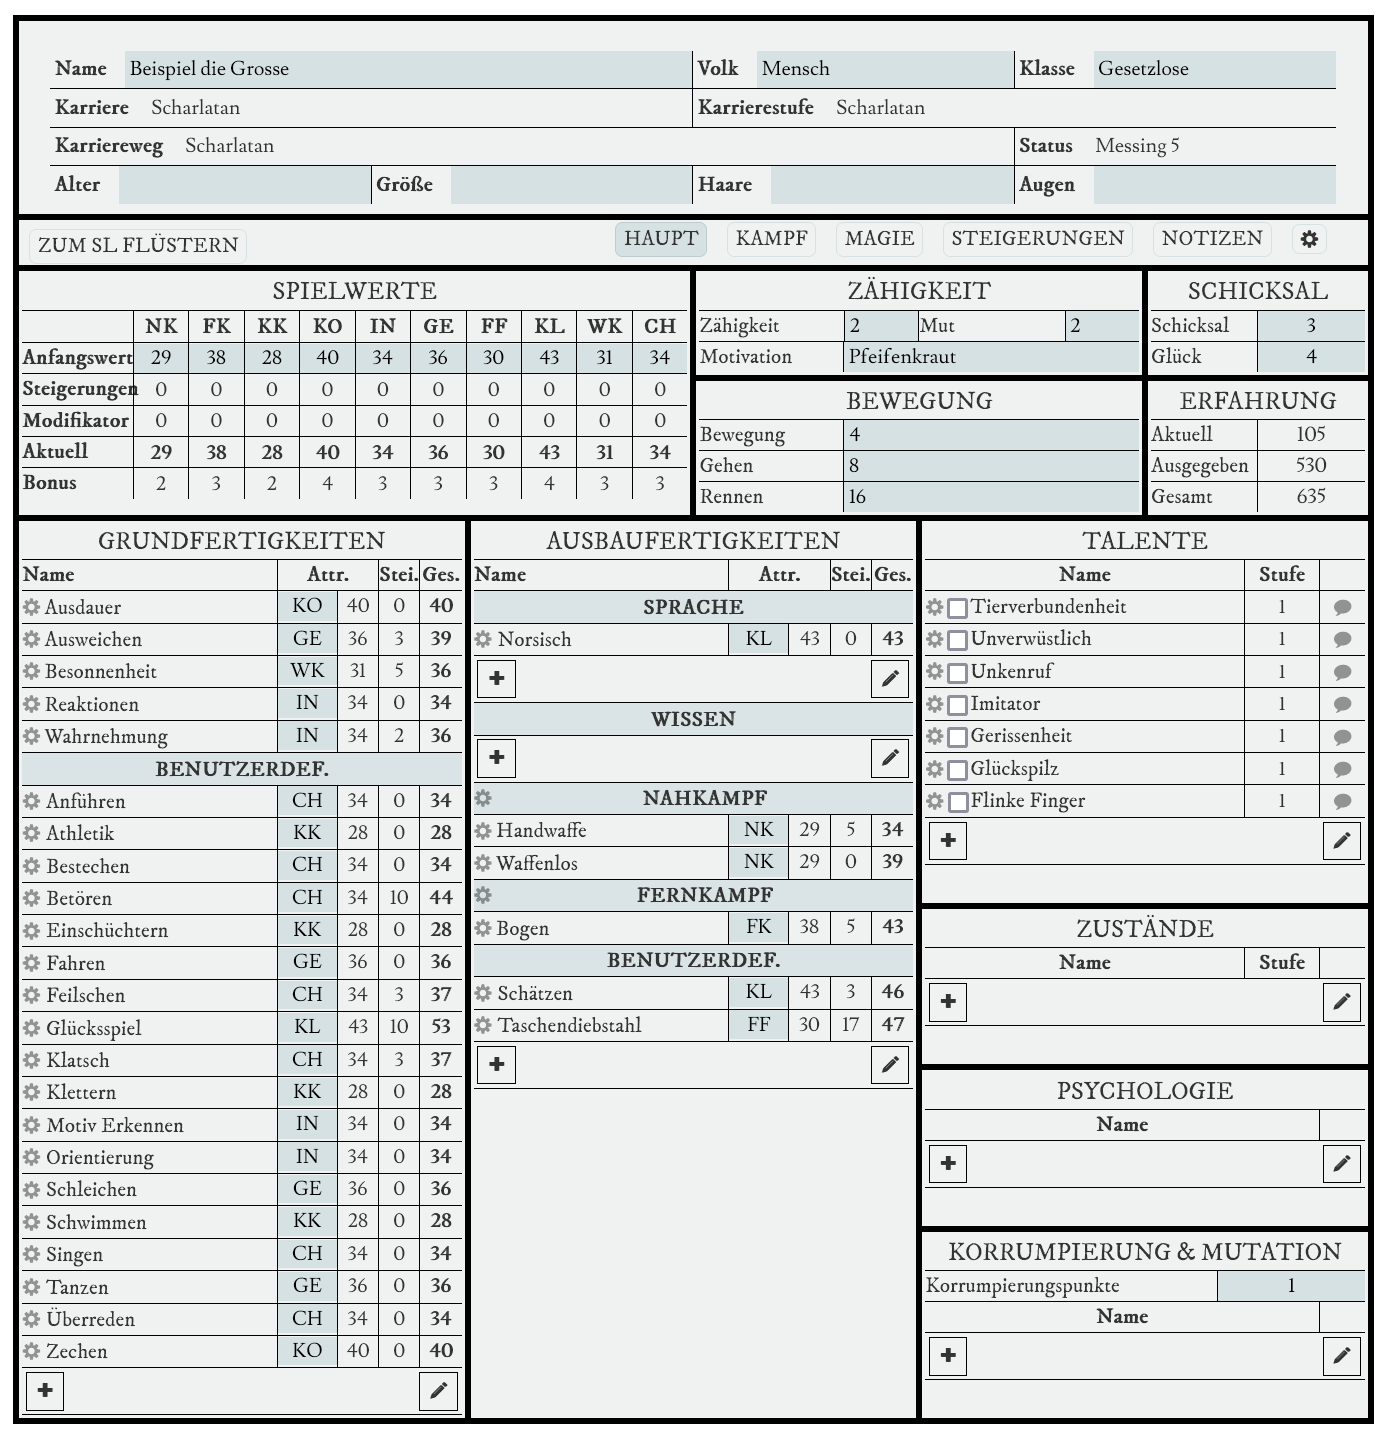 Name Beispiel die Grosse Volk Mensch Klasse Gesetzlose
Karriere Scharlatan Karrierestufe Scharlatan
Karriereweg Scharlatan Status Messing 5
Alter Größe Haare Augen
ZUM SL FLÜSTERN HAUPT KAMPF MAGIE STEIGERUNGEN NOTIZEN
SPIELWERTE
NK FK KK KO IN GE FF KL WK CH
Anfangswert 29 38 28 40 34 36 30 43 31 34
Steigerungen 0 0 0 0 0 0 0 0 0 0
Modifikator 0 0 0 0 0 0 0 0 0 0
Aktuell 29 38 28 40 34 36 30 43 31 34
Bonus 2 3 2 4 3 3 3 4 3 3
ZÄHIGKEIT
Zähigkeit 2 Mut 2
Motivation Pfeifenkraut
SCHICKSAL
Schicksal 3
Glück 4
BEWEGUNG
Bewegung 4
Gehen 8
Rennen 16
ERFAHRUNG
Aktuell 105
Ausgegeben 530
Gesamt 635
GRUNDFERTIGKEITEN
Name Attr. Stei. Ges.
Ausdauer KO 40 0 40
Ausweichen GE 36 3 39
Besonnenheit WK 31 5 36
Reaktionen IN 34 0 34
Wahrnehmung IN 34 2 36
BENUTZERDEF.
Anführen CH 34 0 34
Athletik KK 28 0 28
Bestechen CH 34 0 34
Betören CH 34 10 44
Einschüchtern KK 28 0 28
Fahren GE 36 0 36
Feilschen CH 34 3 37
Glücksspiel KL 43 10 53
Klatsch CH 34 3 37
Klettern KK 28 0 28
Motiv Erkennen IN 34 0 34
Orientierung IN 34 0 34
Schleichen GE 36 0 36
Schwimmen KK 28 0 28
Singen CH 34 0 34
Tanzen GE 36 0 36
Überreden CH 34 0 34
Zechen KO 40 0 40
AUSBAUFERTIGKEITEN
Name Attr. Stei. Ges.
SPRACHE
Norsisch KL 43 0 43
WISSEN
NAHKAMPF
Handwaffe NK 29 5 34
Waffenlos NK 29 0 39
FERNKAMPF
Bogen FK 38 5 43
BENUTZERDEF.
Schätzen KL 43 3 46
Taschendiebstahl FF 30 17 47
TALENTE
Name Stufe
Tierverbundenheit 1
Unverwüstlich 1
Unkenruf 1
Imitator 1
Gerissenheit 1
Glückspilz 1
Flinke Finger 1
ZUSTÄNDE
Name Stufe
PSYCHOLOGIE
Name
KORRUMPIERUNG & MUTATION
Korrumpierungspunkte 1
Name